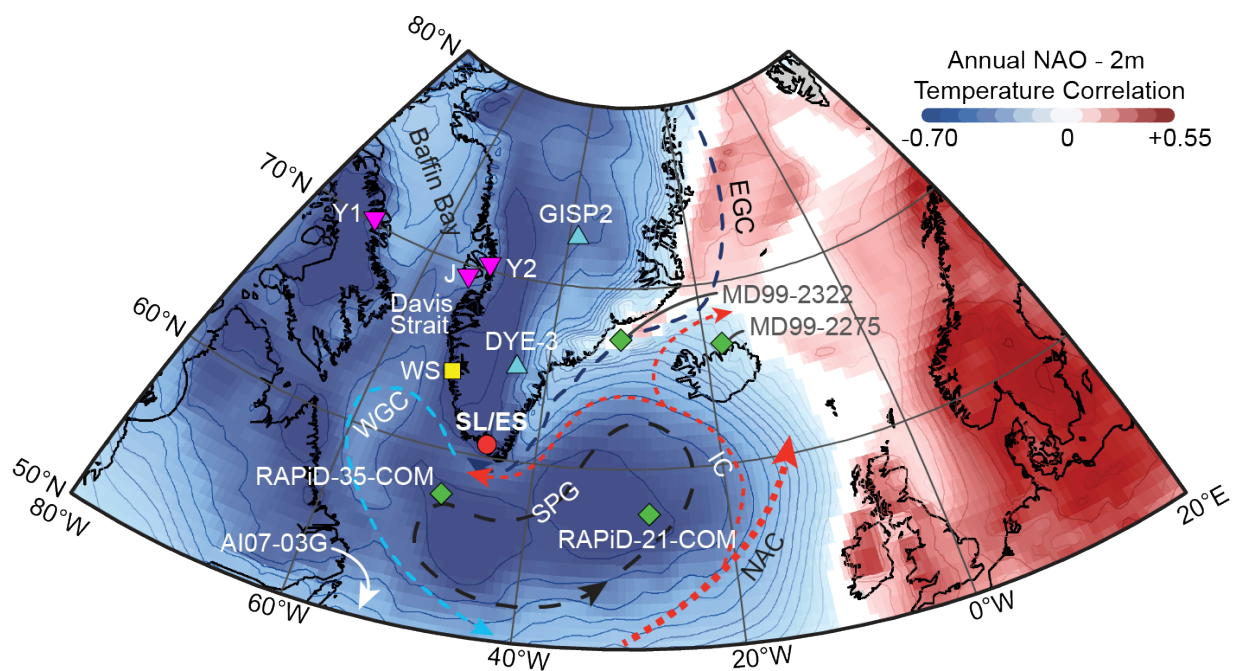 80°N
Annual NAO - 2m
Temperature Correlation
-0.70
0
+0.55
Baffin Bay
70°N
EGC
Y1
GISP2
J
Y2
MD99-2322
Davis
Strait
MD99-2275
60°N
DYE-3
WS
WGC
SL/ES
50°N
RAPiD-35-COM
IC
SPG
80°W
20°E
RAPiD-21-COM
AI07-03G
NAC
60°W
0°W
40°W
20°W